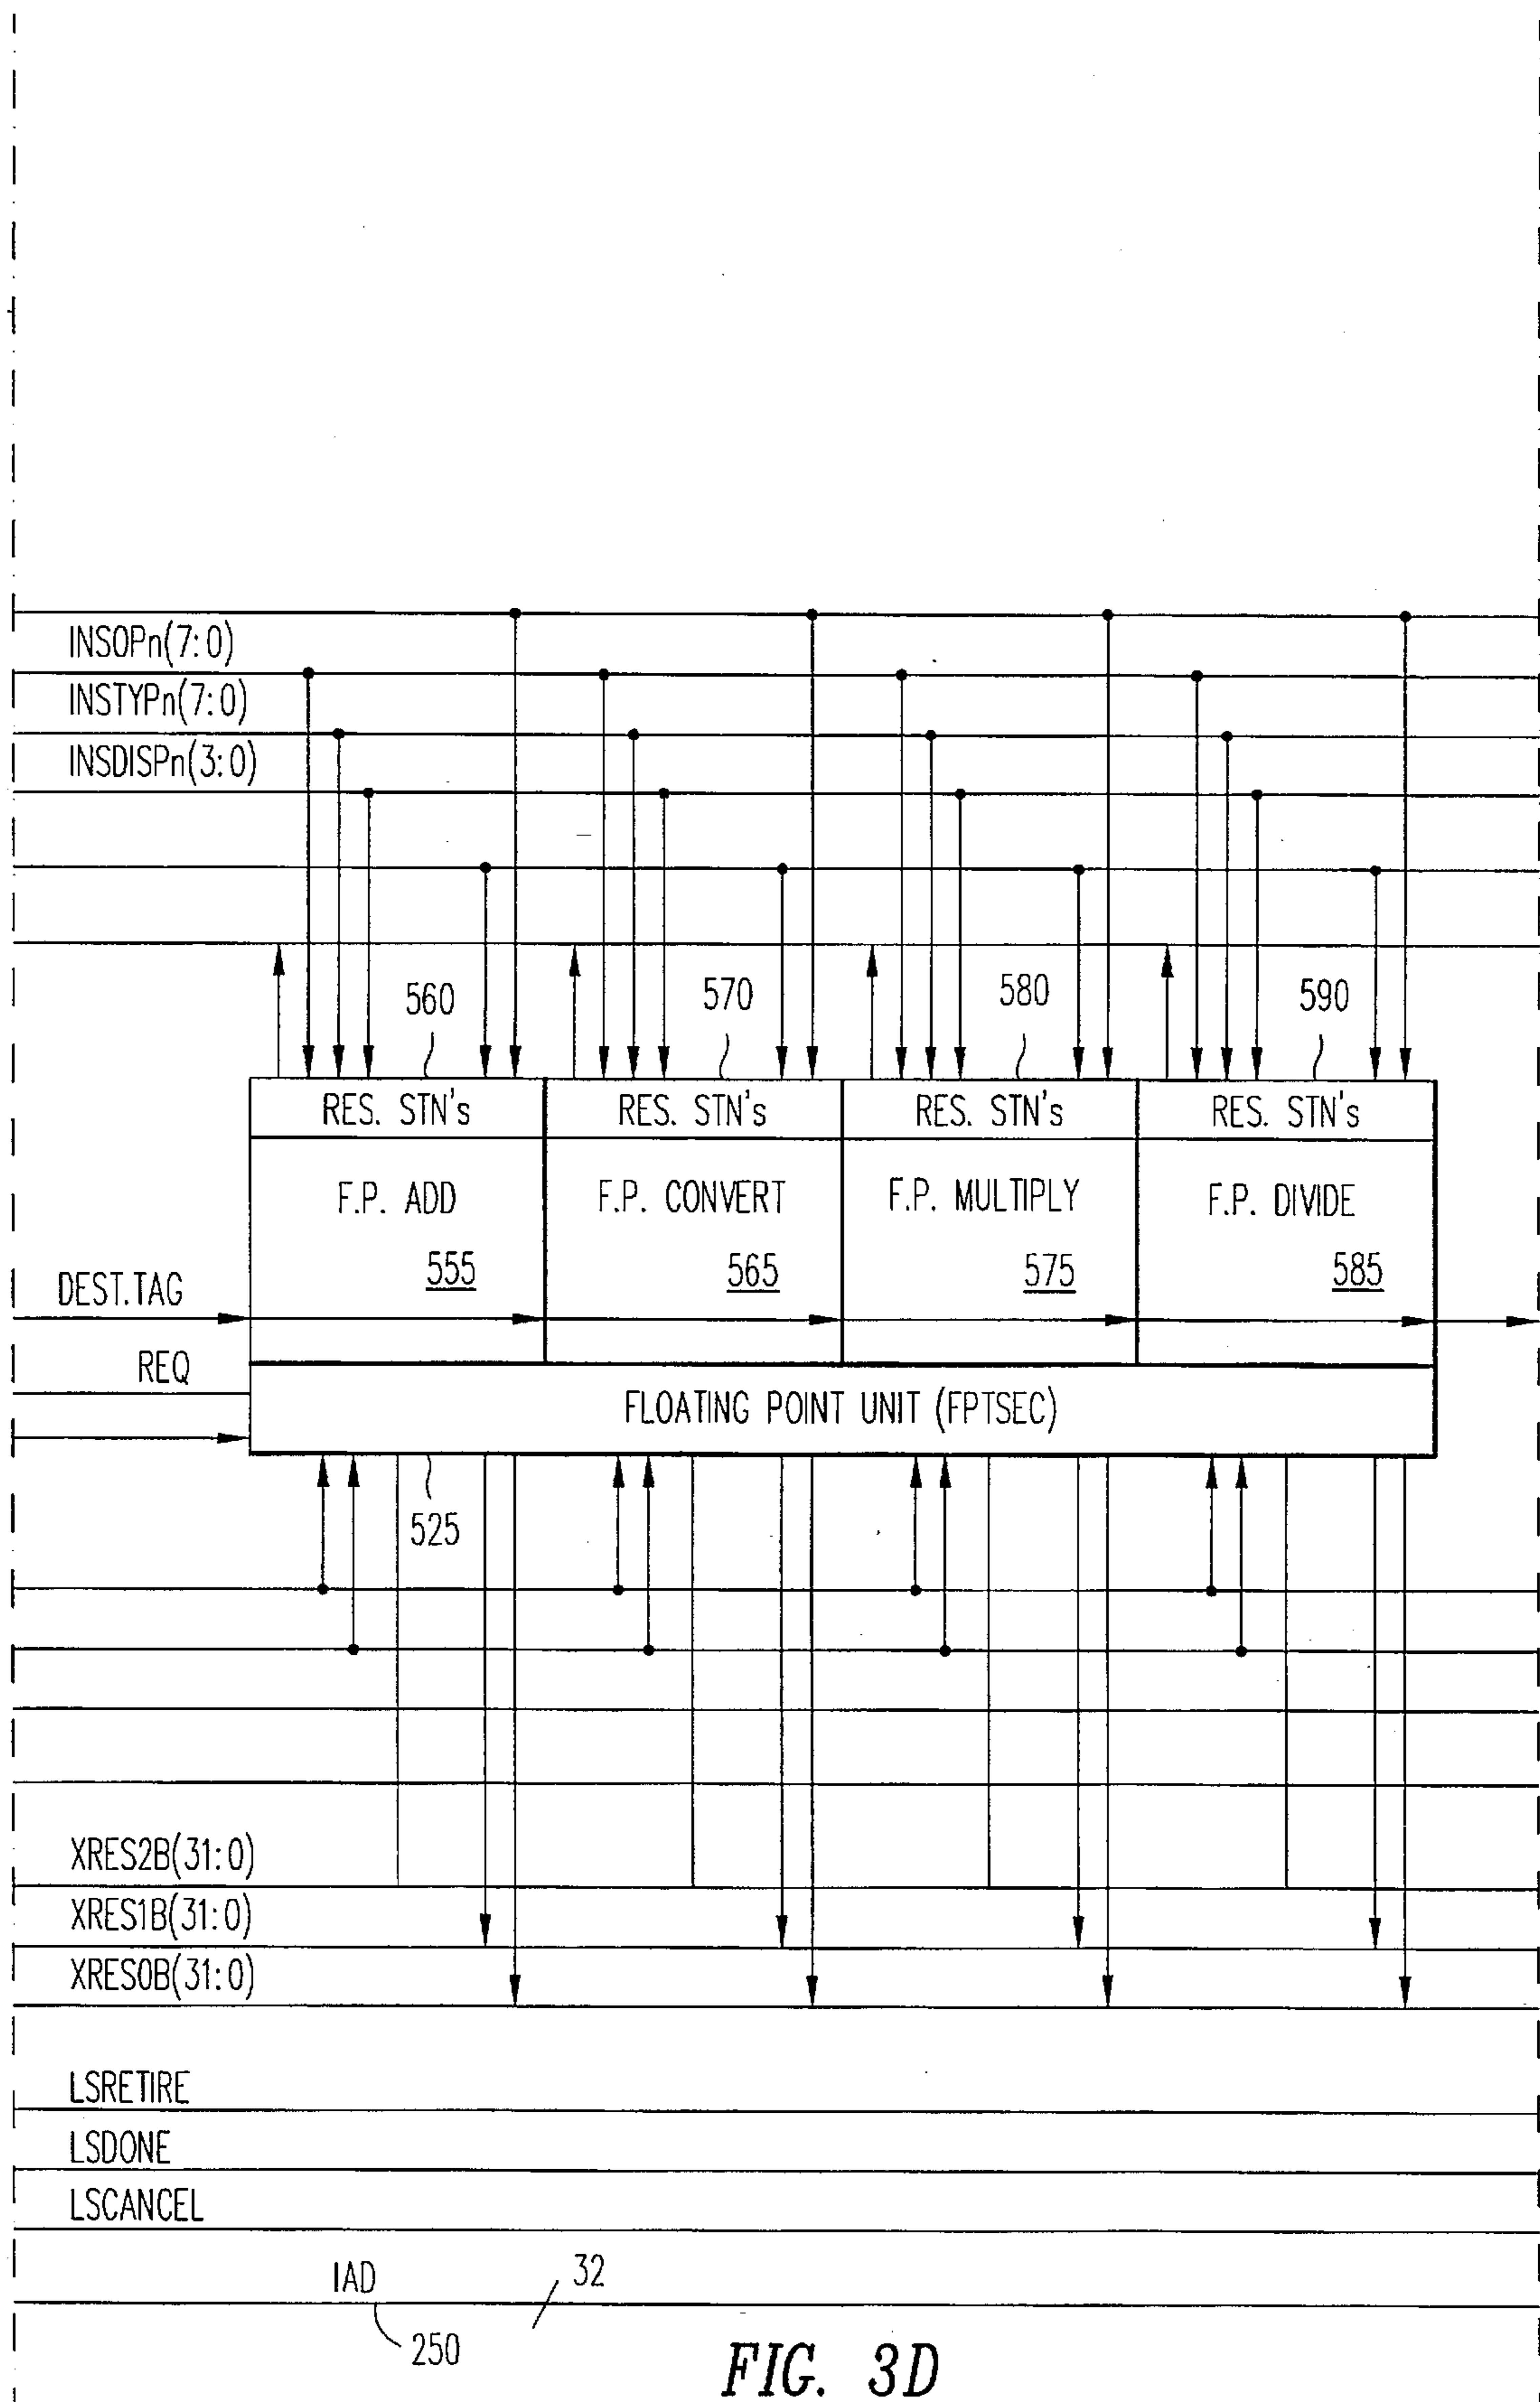 INSOPn(7:0)
INSTYPn(7:0)
INSDISPn(3:0)
560 570 580 590
RES. STN's RES. STN's RES. STN's RES. STN's
F.P. ADD F.P. CONVERT F.P. MULTIPLY F.P. DIVIDE
555 565 575 585
DEST.TAG
REQ
FLOATING POINT UNIT (FPTSEC)
525
XRES2B(31:0)
XRES1B(31:0)
XRES0B(31:0)
LSRETIRE
LSDONE
LSCANCEL
IAD 32
250
FIG. 3D